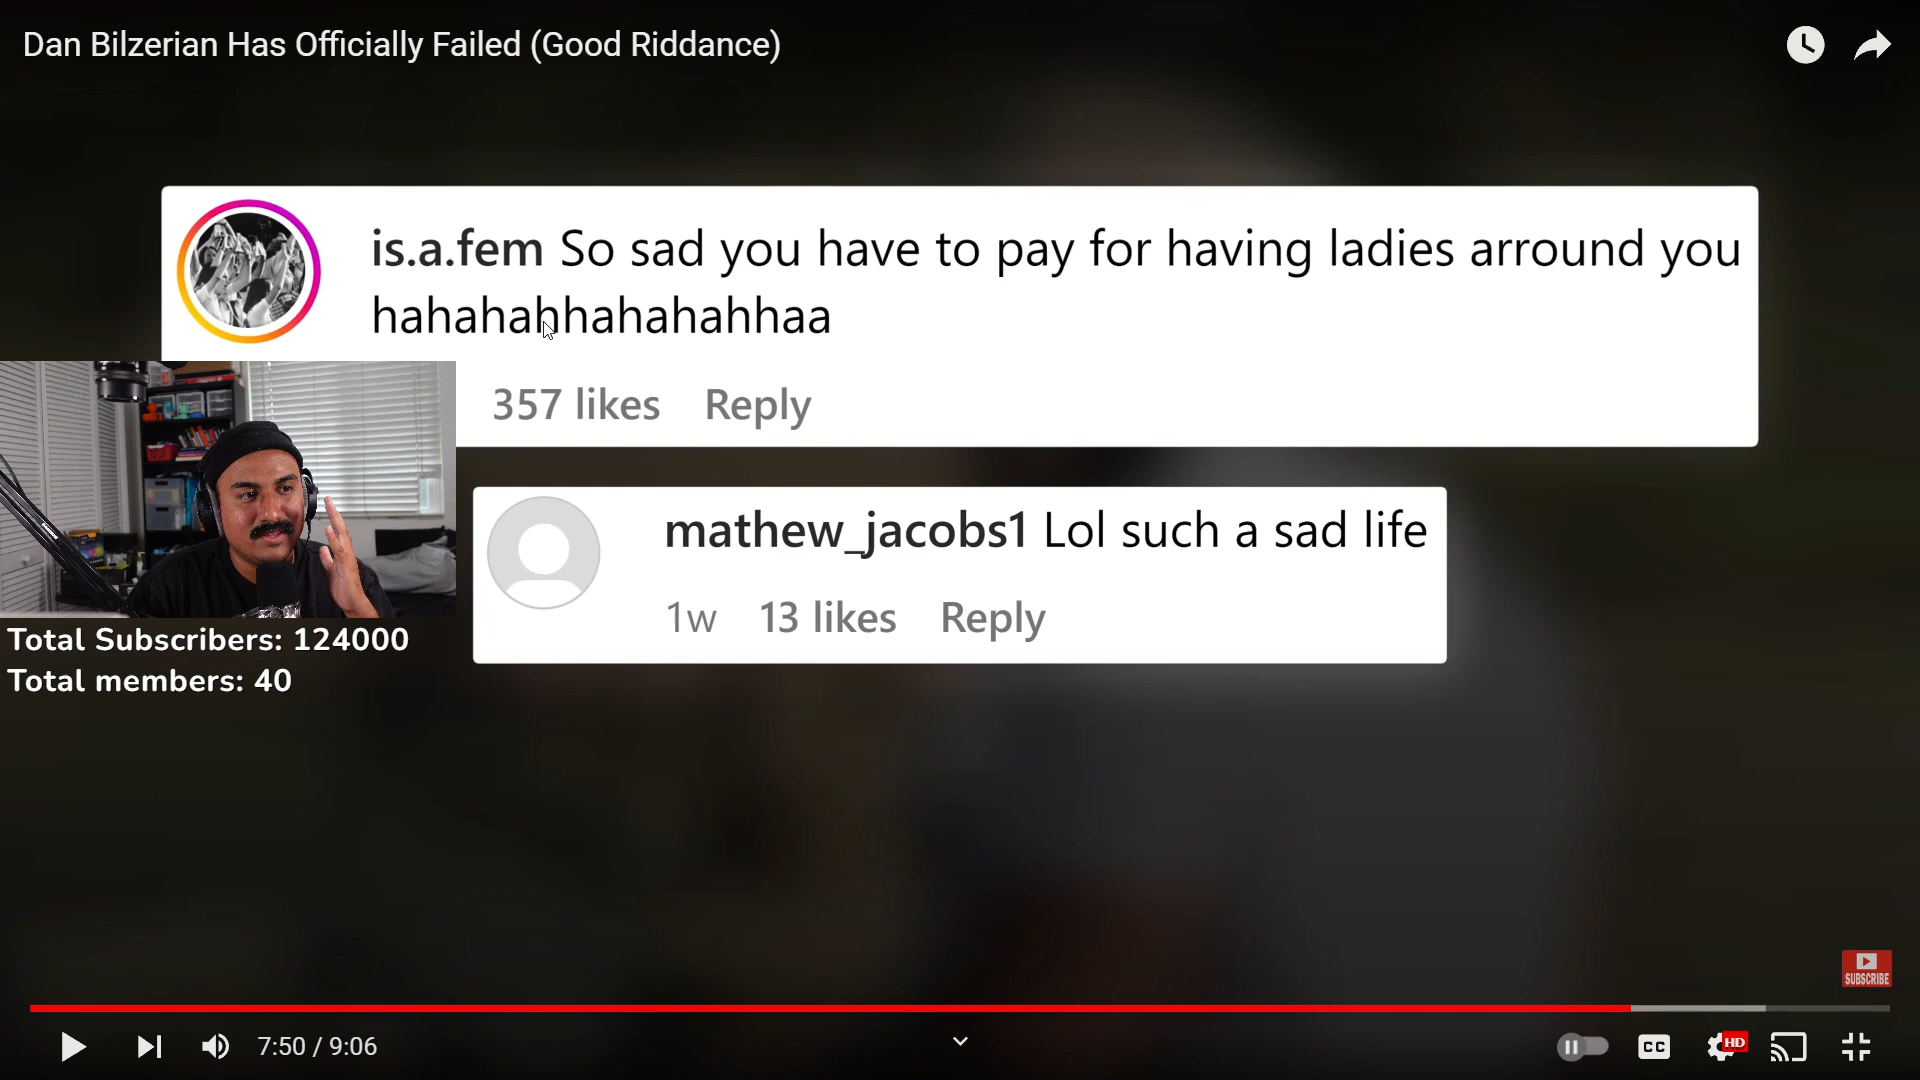 Dan Bilzerian Has Officially Failed (Good Riddance)
is.a.fem So sad you have to pay for having ladies arround you
hahahahhahahahhaa
357 likes Reply
mathew_jacobs1 Lol such a sad life
1w 13 likes Reply
Total Subscribers: 124000
Total members: 40
SUBSCRIBE
7:50 / 9:06
CC
HD